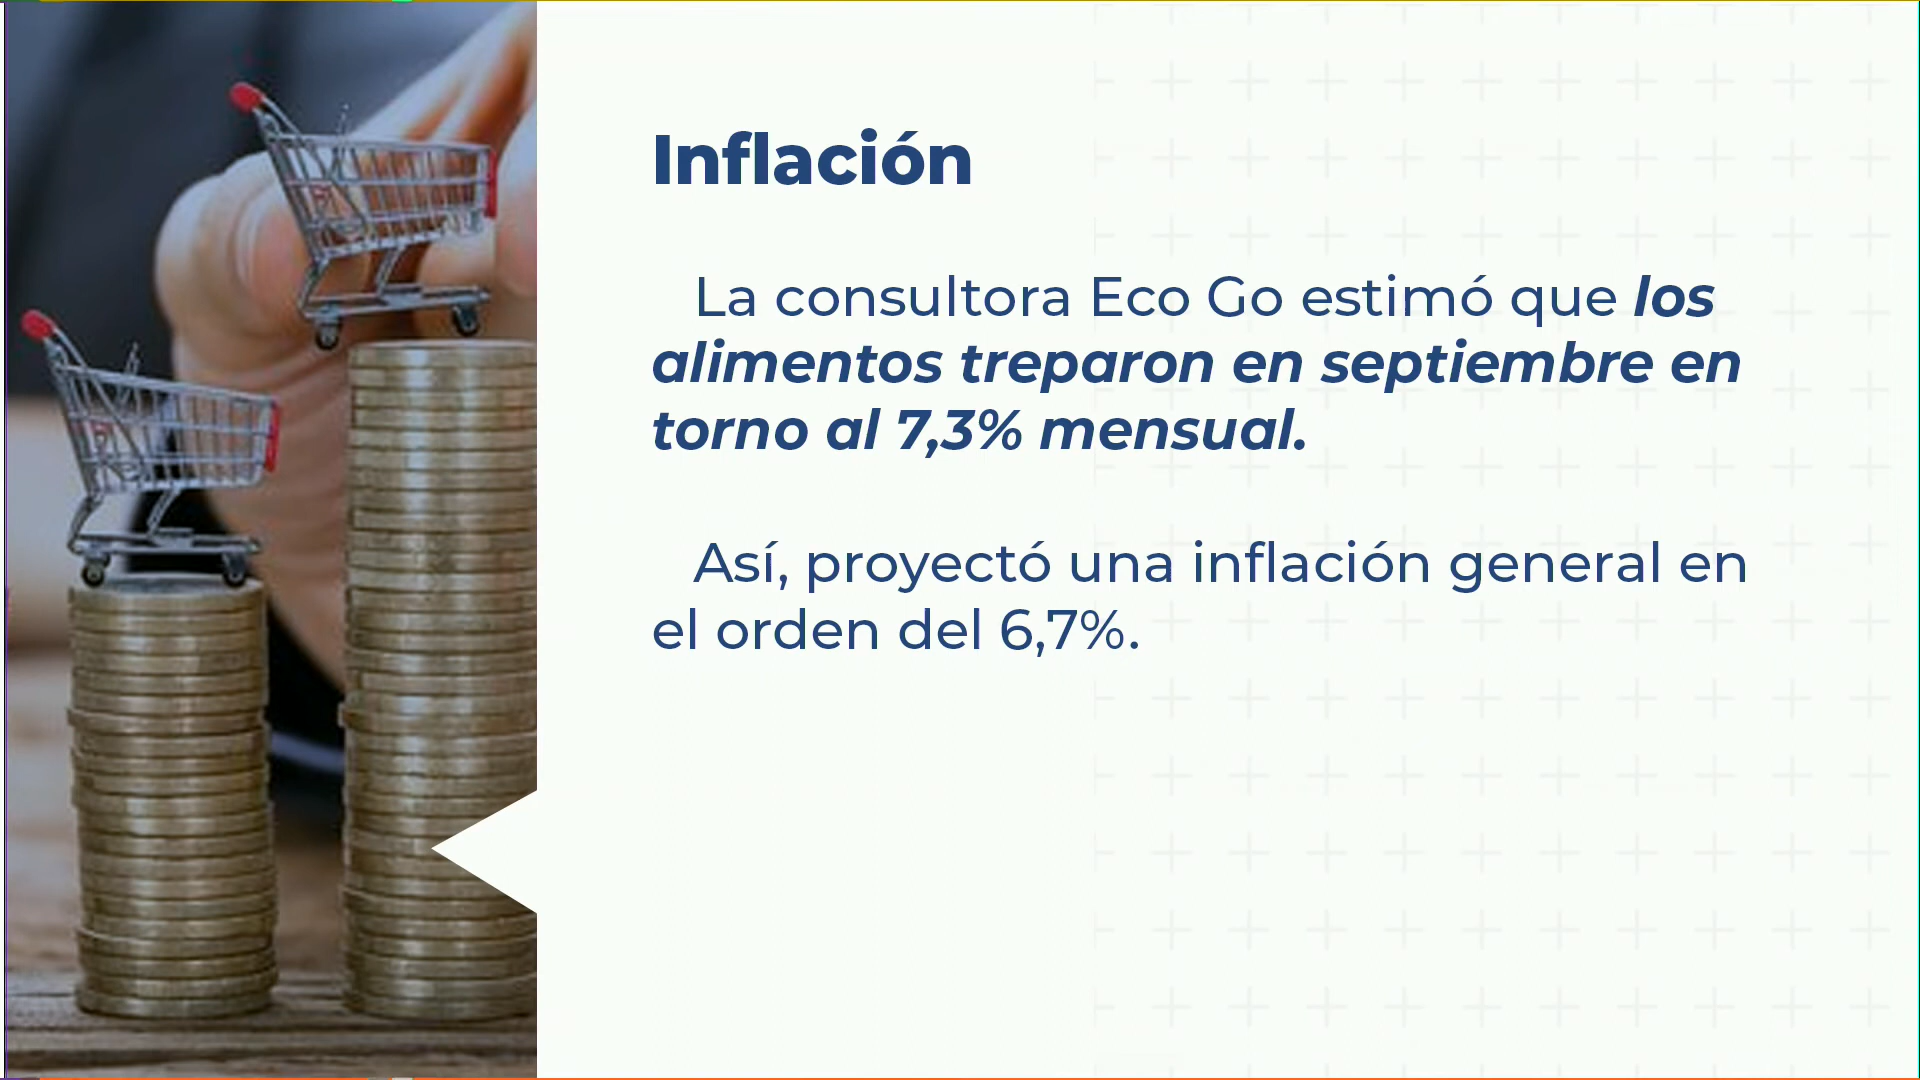 Inflación
La consultora Eco Go estimó que los
alimentos treparon en septiembre en
torno al 7,3% mensual.
Así, proyectó una inflación general en
el orden del 6,7%.